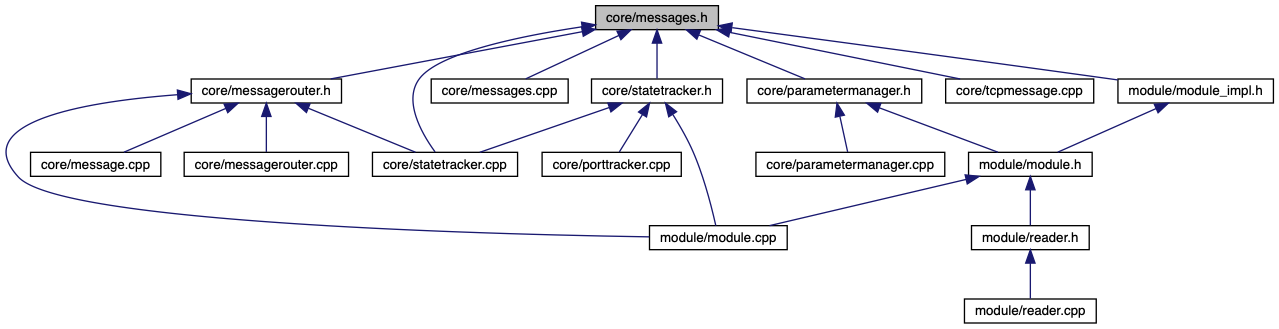 core/messages.h
core/messagerouter.h
core/messages.cpp
core/statetracker.h
core/parametermanager.h
core/tcpmessage.cpp
module/module_impl.h
core/message.cpp
core/messagerouter.cpp
core/statetracker.cpp
core/porttracker.cpp
core/parametermanager.cpp
module/module.h
module/module.cpp
module/reader.h
module/reader.cpp